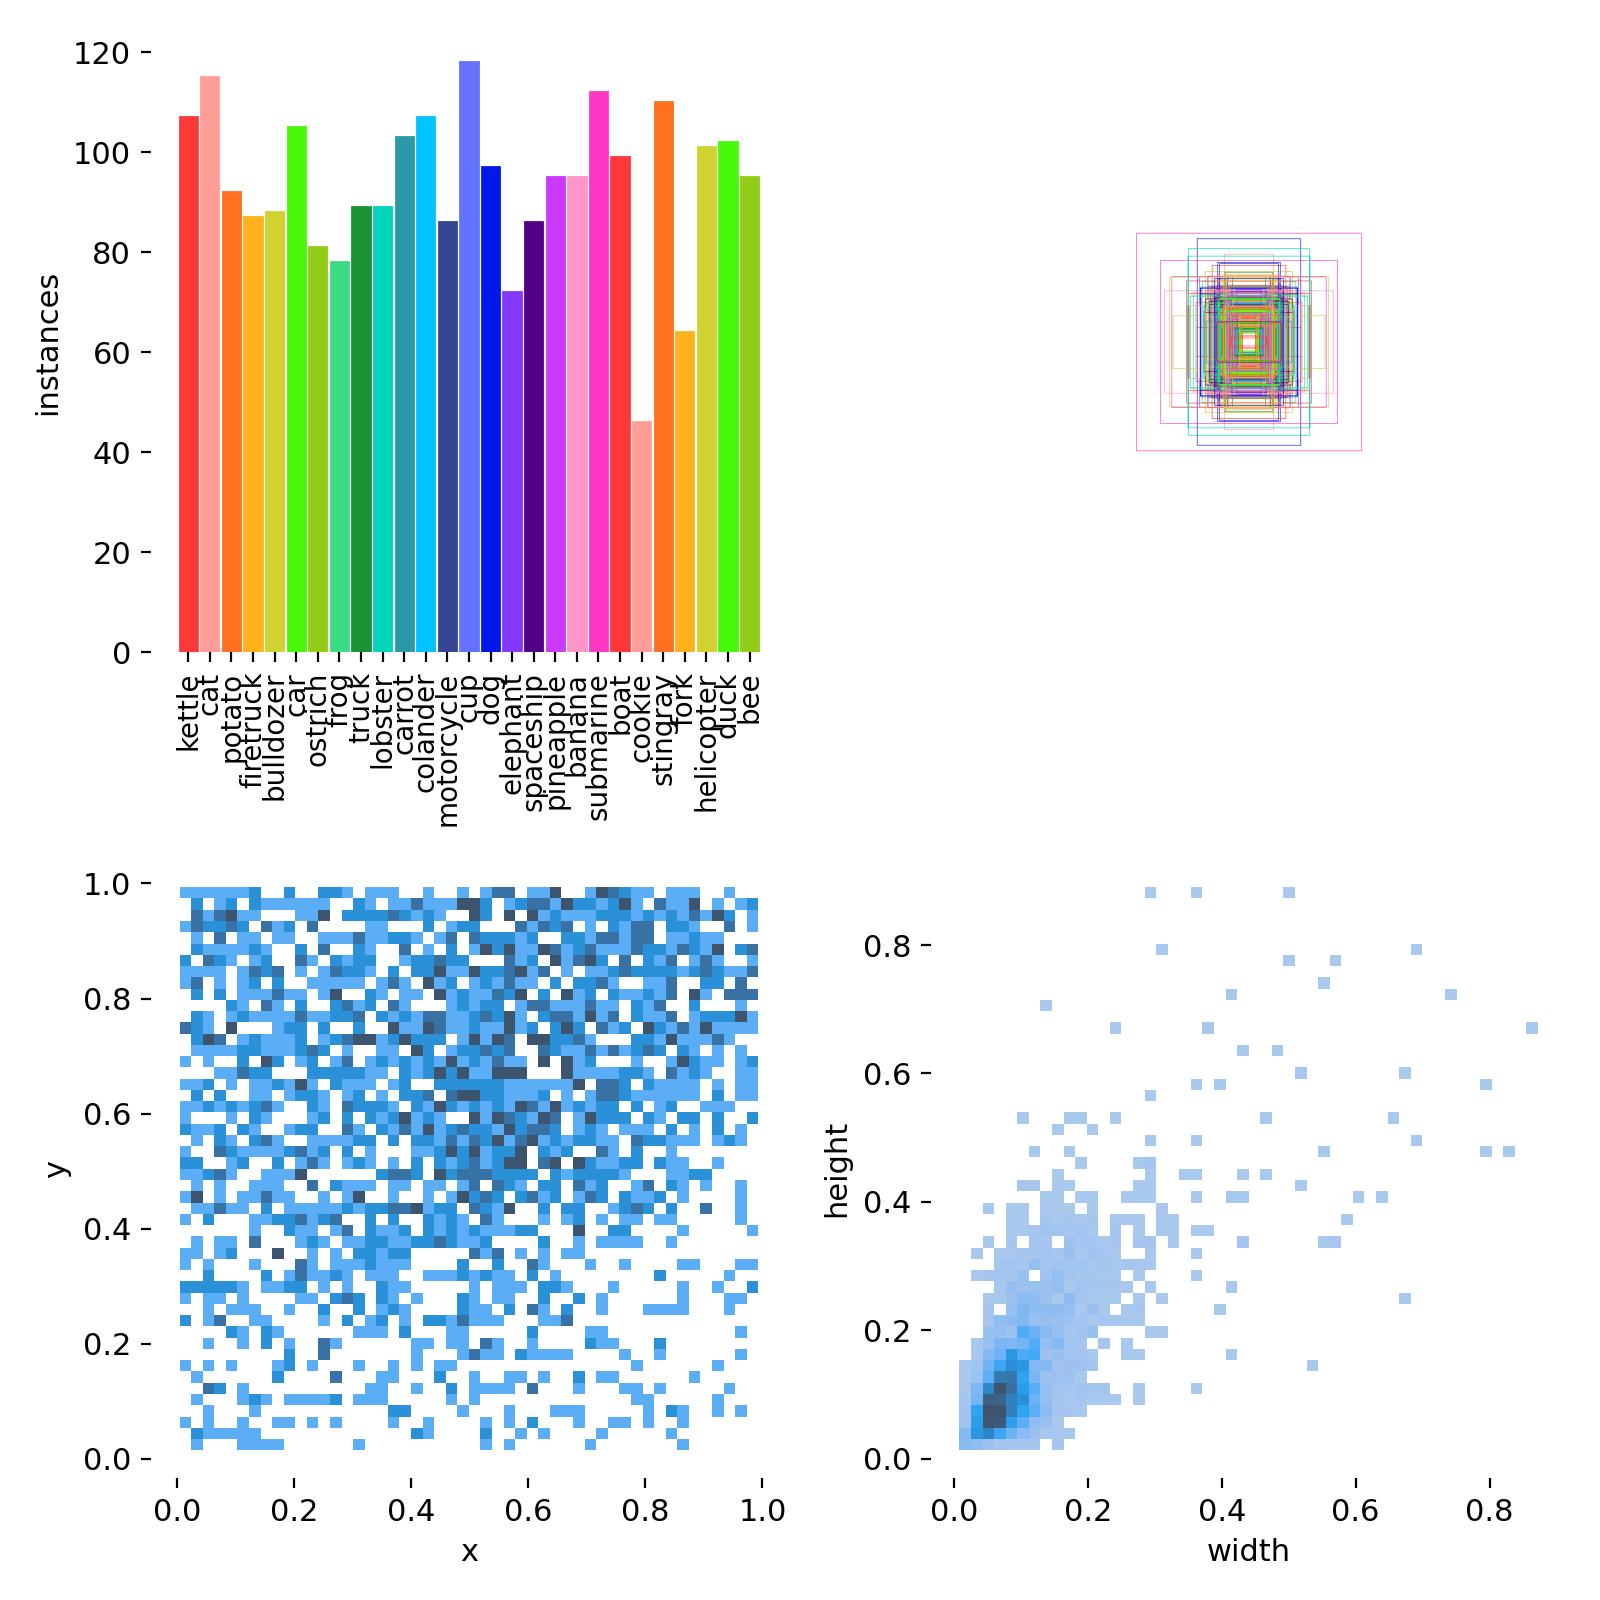 120
100
80
60
40
20
0
instances
kettle
cat
potato
firetruck
bulldozer
car
ostrich
frog
truck
lobster
carrot
colander
motorcycle
cup
dog
elephant
spaceship
pineapple
banana
submarine
boat
cookie
stingray
fork
helicopter
duck
bee
1.0
0.8
0.6
0.4
0.2
0.0
y
0.0 0.2 0.4 0.6 0.8 1.0
x
0.8
0.6
0.4
0.2
0.0
height
0.0 0.2 0.4 0.6 0.8
width